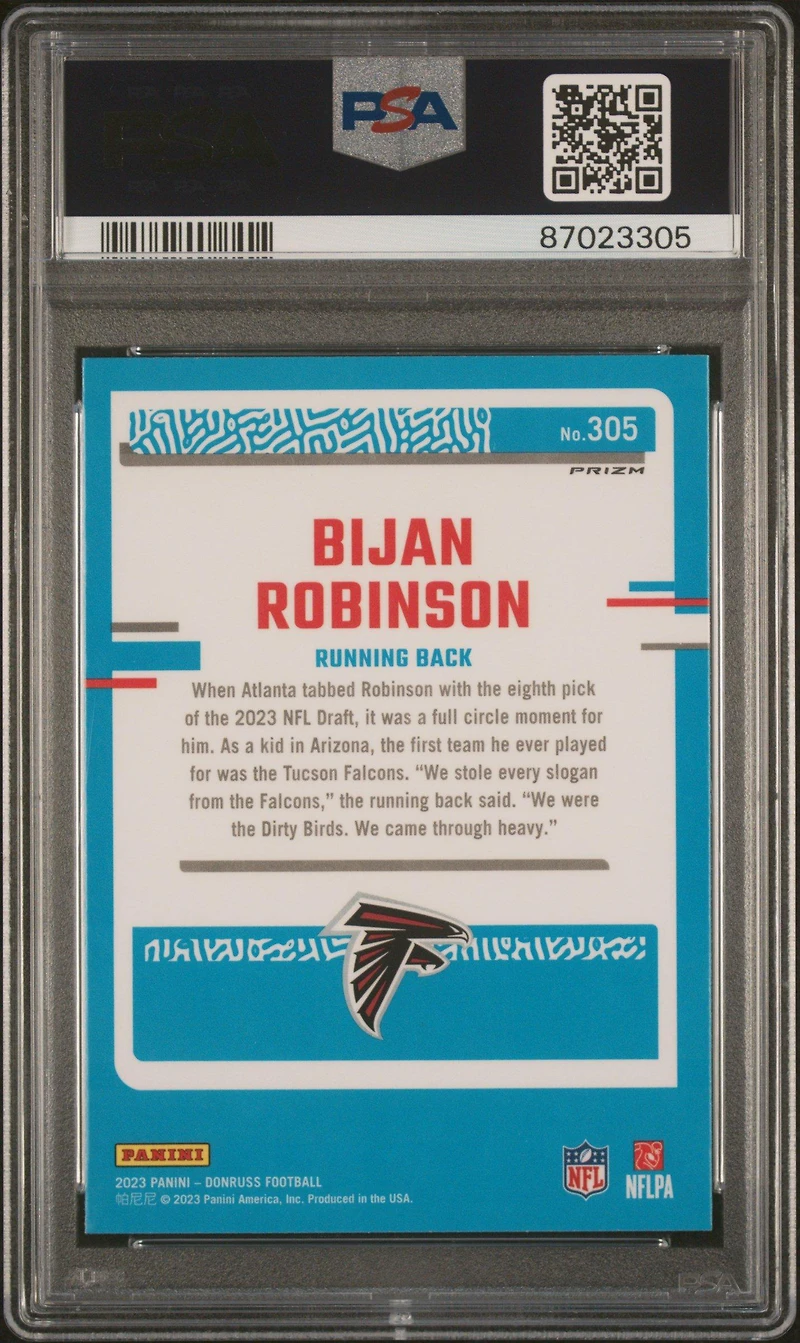 PSA
87023305
No.305
PRIZM
BIJAN
ROBINSON
RUNNING BACK
When Atlanta tabbed Robinson with the eighth pick
of the 2023 NFL Draft, it was a full circle moment for
him. As a kid in Arizona, the first team he ever played
for was the Tucson Falcons. “We stole every slogan
from the Falcons,” the running back said. “We were
the Dirty Birds. We came through heavy.”
PANINI
2023 PANINI – DONRUSS FOOTBALL
帕尼尼 © 2023 Panini America, Inc. Produced in the USA.
NFL
NFLPA
PSA